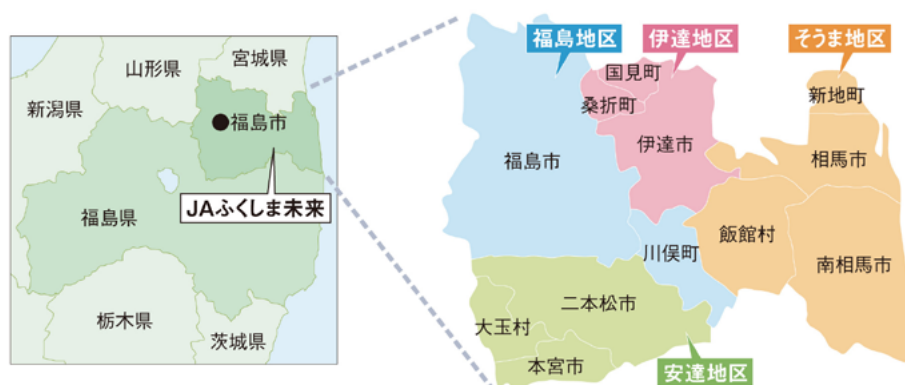 宮城県
山形県
新潟県
福島市
JAふくしま未来
福島県
栃木県
茨城県
福島地区
伊達地区
そうま地区
国見町
桑折町
新地町
伊達市
福島市
相馬市
川俣町
飯館村
南相馬市
二本松市
大玉村
本宮市
安達地区